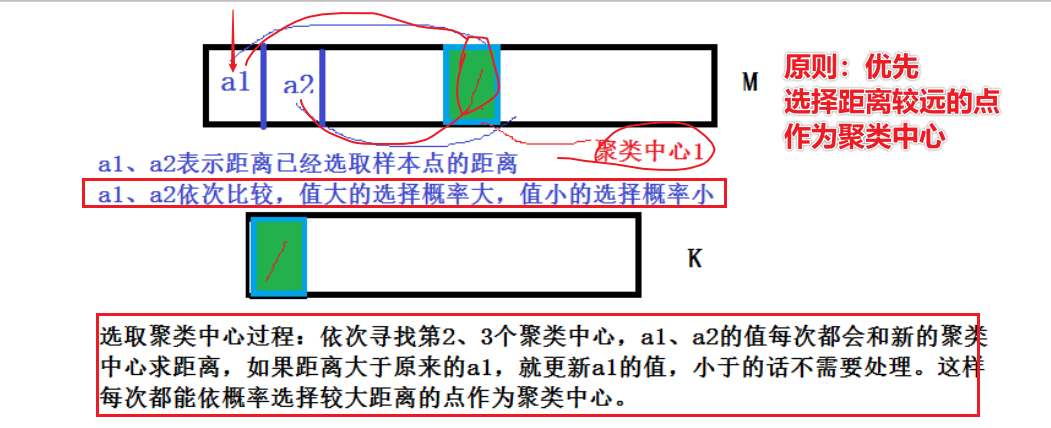 原则：优先
选择距离较远的点
作为聚类中心
a1
a2
M
聚类中心1
a1、a2表示距离已经选取样本点的距离
a1、a2依次比较，值大的选择概率大，值小的选择概率小
K
选取聚类中心过程：依次寻找第2、3个聚类中心，a1、a2的值每次都会和新的聚类
中心求距离，如果距离大于原来的a1，就更新a1的值，小于的话不需要处理。这样
每次都能依概率选择较大距离的点作为聚类中心。